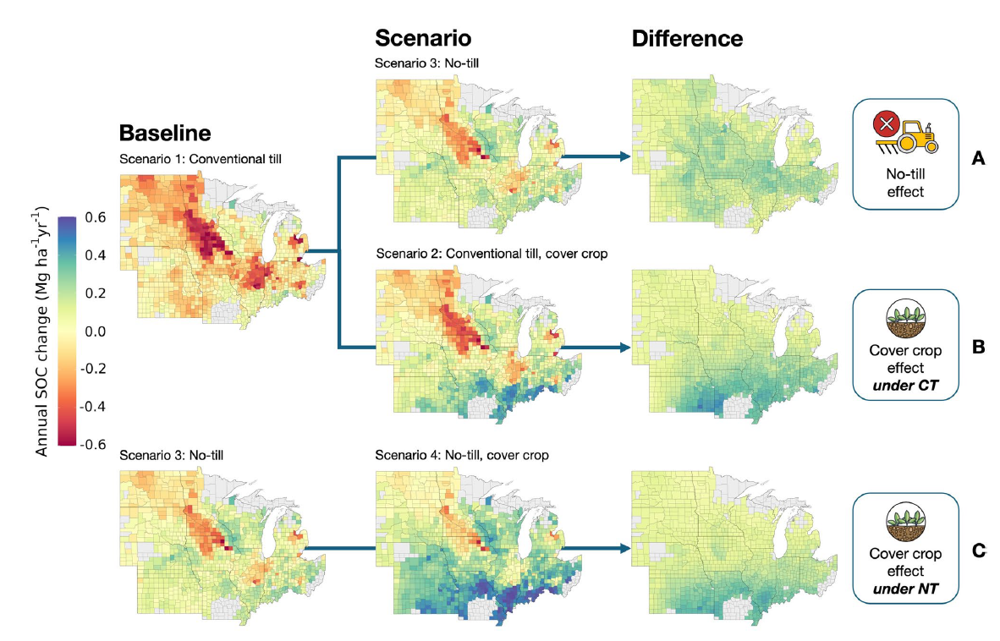 Scenario
Difference
Scenario 3: No-till
Baseline
Scenario 1: Conventional till
No-till
effect
A
Annual SOC change (Mg ha⁻¹yr⁻¹)
0.6
0.4
0.2
0.0
-0.2
-0.4
-0.6
Scenario 2: Conventional till, cover crop
Cover crop
effect
under CT
B
Scenario 3: No-till
Scenario 4: No-till, cover crop
Cover crop
effect
under NT
C